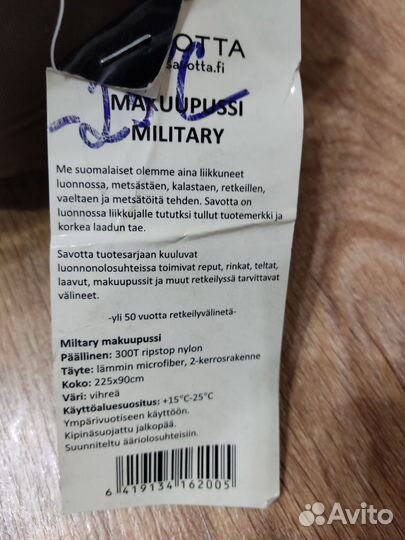 OTTA
savotta.fi
-25C
MAKUUPUSSI
MILITARY
Me suomalaiset olemme aina liikkuneet
luonnossa, metsästäen, kalastaen, retkeillen,
vaeltaen ja metsätöitä tehden. Savotta on
luonnossa liikkujalle tututksi tullut tuotemerkki ja
korkea laadun tae.
Savotta tuotesarjaan kuuluvat
luonnonolosuhteissa toimivat reput, rinkat, teltat,
laavut, makuupussit ja muut retkeilyssä tarvittavat
välineet.
-yli 50 vuotta retkeilyvälinetä-
Miltary makuupussi
Päällinen: 300T ripstop nylon
Täyte: lämmin microfiber, 2-kerrosrakenne
Koko: 225x90cm
Väri: vihreä
Käyttöaluesuositus: +15°C-25°C
Ympärivuotiseen käyttöön.
Kipinäsuojattu jalkopää.
Suunniteltu ääriolosuhteisiin.
6 419134 162005
Avito